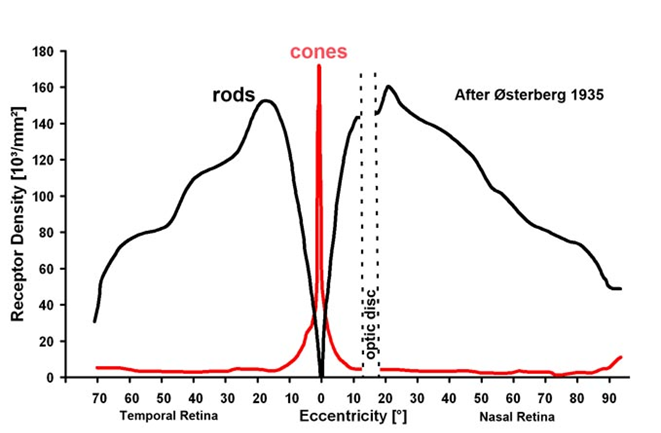 cones
rods
After Østerberg 1935
Receptor Density [10³/mm²]
180
160
140
120
100
80
60
40
20
0
optic disc
70 60 50 40 30 20 10 0 10 20 30 40 50 60 70 80 90
Temporal Retina Eccentricity [°] Nasal Retina